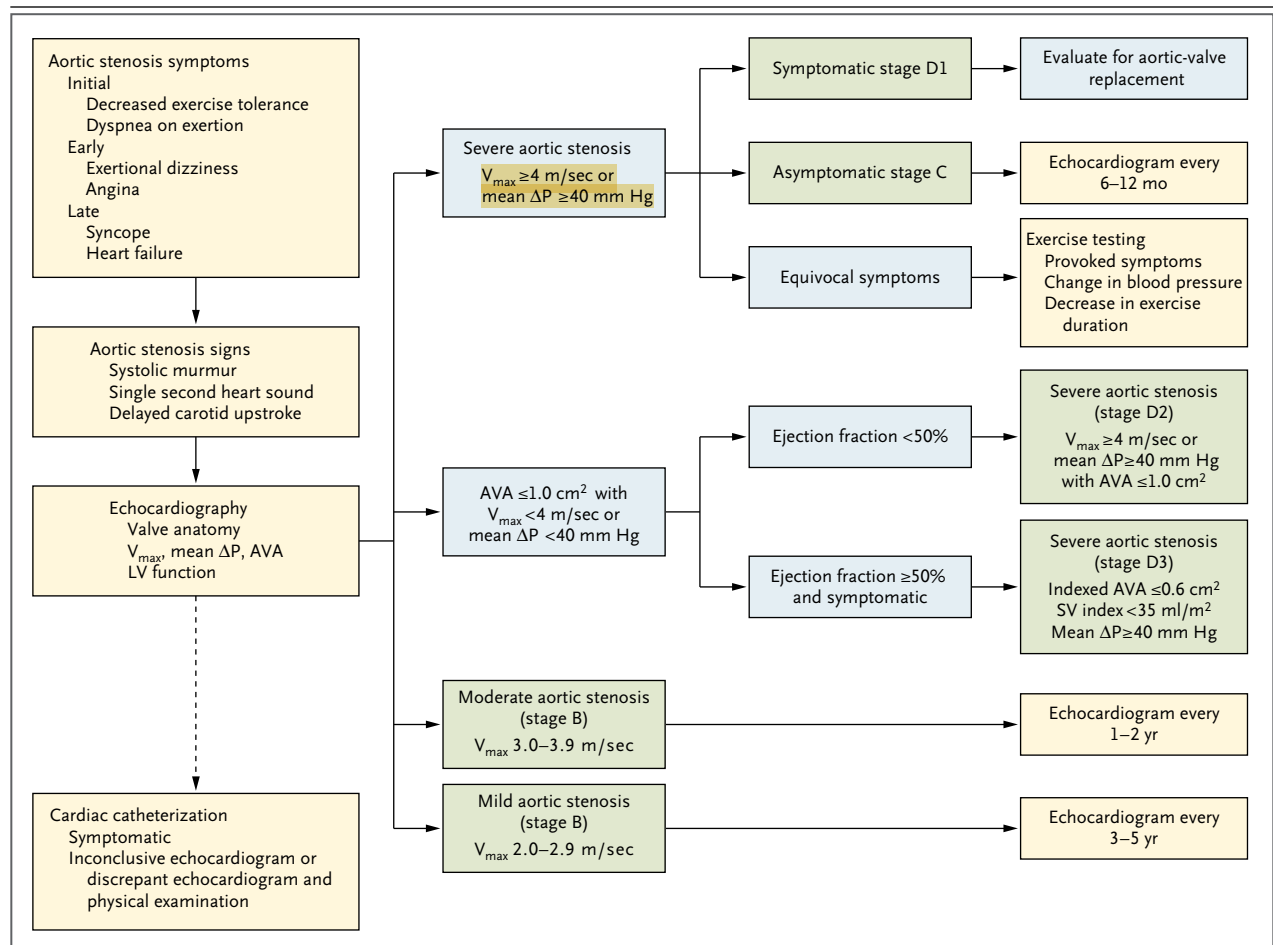 Aortic stenosis symptoms
Initial
Decreased exercise tolerance
Dyspnea on exertion
Early
Exertional dizziness
Angina
Late
Syncope
Heart failure
Aortic stenosis signs
Systolic murmur
Single second heart sound
Delayed carotid upstroke
Echocardiography
Valve anatomy
Vmax, mean ΔP, AVA
LV function
Cardiac catheterization
Symptomatic
Inconclusive echocardiogram or
discrepant echocardiogram and
physical examination
Severe aortic stenosis
Vmax ≥4 m/sec or
mean ΔP ≥40 mm Hg
AVA ≤1.0 cm² with
Vmax <4 m/sec or
mean ΔP <40 mm Hg
Moderate aortic stenosis
(stage B)
Vmax 3.0–3.9 m/sec
Mild aortic stenosis
(stage B)
Vmax 2.0–2.9 m/sec
Symptomatic stage D1
Asymptomatic stage C
Equivocal symptoms
Ejection fraction <50%
Ejection fraction ≥50%
and symptomatic
Evaluate for aortic-valve
replacement
Echocardiogram every
6–12 mo
Exercise testing
Provoked symptoms
Change in blood pressure
Decrease in exercise
duration
Severe aortic stenosis
(stage D2)
Vmax ≥4 m/sec or
mean ΔP≥40 mm Hg
with AVA ≤1.0 cm²
Severe aortic stenosis
(stage D3)
Indexed AVA ≤0.6 cm²
SV index <35 ml/m²
Mean ΔP≥40 mm Hg
Echocardiogram every
1–2 yr
Echocardiogram every
3–5 yr